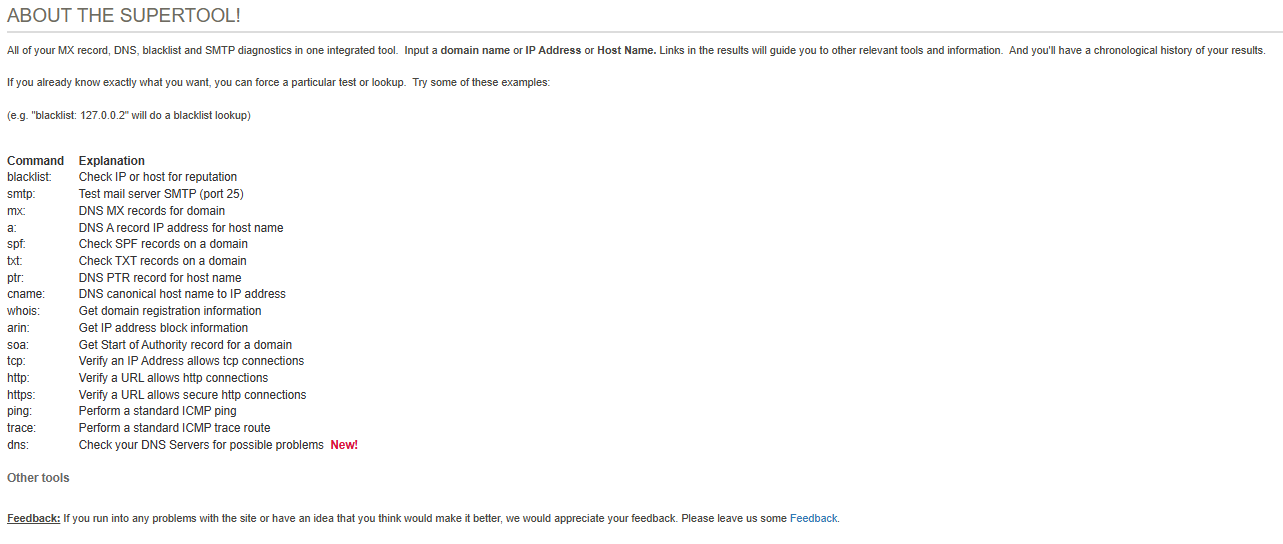 ABOUT THE SUPERTOOL!
All of your MX record, DNS, blacklist and SMTP diagnostics in one integrated tool.  Input a domain name or IP Address or Host Name. Links in the results will guide you to other relevant tools and information.  And you'll have a chronological history of your results.
If you already know exactly what you want, you can force a particular test or lookup.  Try some of these examples:
(e.g. "blacklist: 127.0.0.2" will do a blacklist lookup)
Command Explanation
blacklist: Check IP or host for reputation
smtp: Test mail server SMTP (port 25)
mx: DNS MX records for domain
a: DNS A record IP address for host name
spf: Check SPF records on a domain
txt: Check TXT records on a domain
ptr: DNS PTR record for host name
cname: DNS canonical host name to IP address
whois: Get domain registration information
arin: Get IP address block information
soa: Get Start of Authority record for a domain
tcp: Verify an IP Address allows tcp connections
http: Verify a URL allows http connections
https: Verify a URL allows secure http connections
ping: Perform a standard ICMP ping
trace: Perform a standard ICMP trace route
dns: Check your DNS Servers for possible problems New!
Other tools
Feedback: If you run into any problems with the site or have an idea that you think would make it better, we would appreciate your feedback. Please leave us some Feedback.